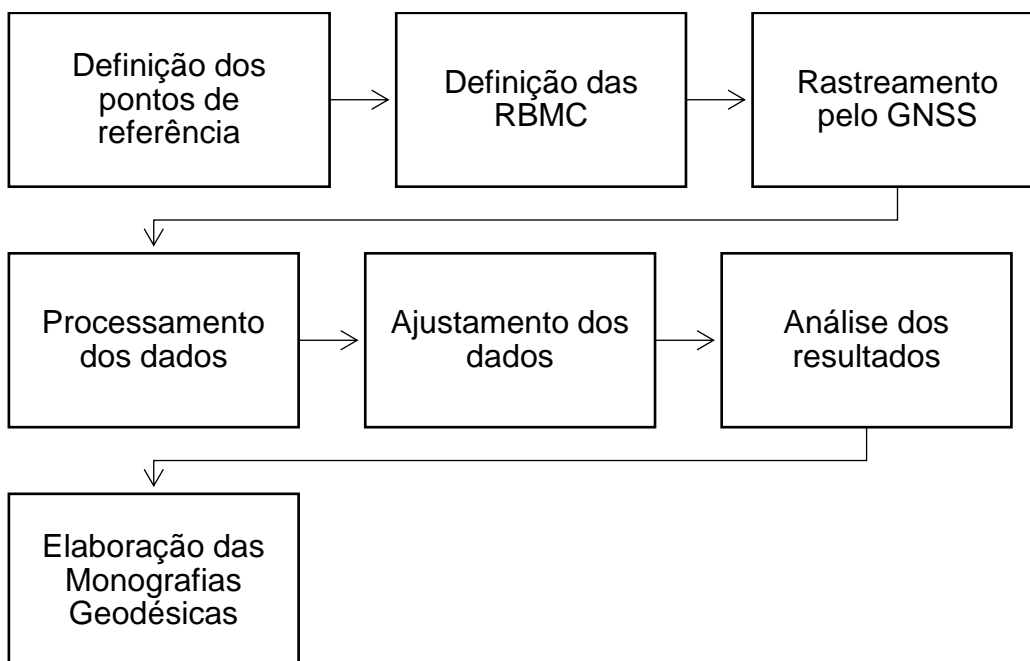 Definição dos
pontos de
referência
Definição das
RBMC
Rastreamento
pelo GNSS
Processamento
dos dados
Ajustamento dos
dados
Análise dos
resultados
Elaboração das
Monografias
Geodésicas